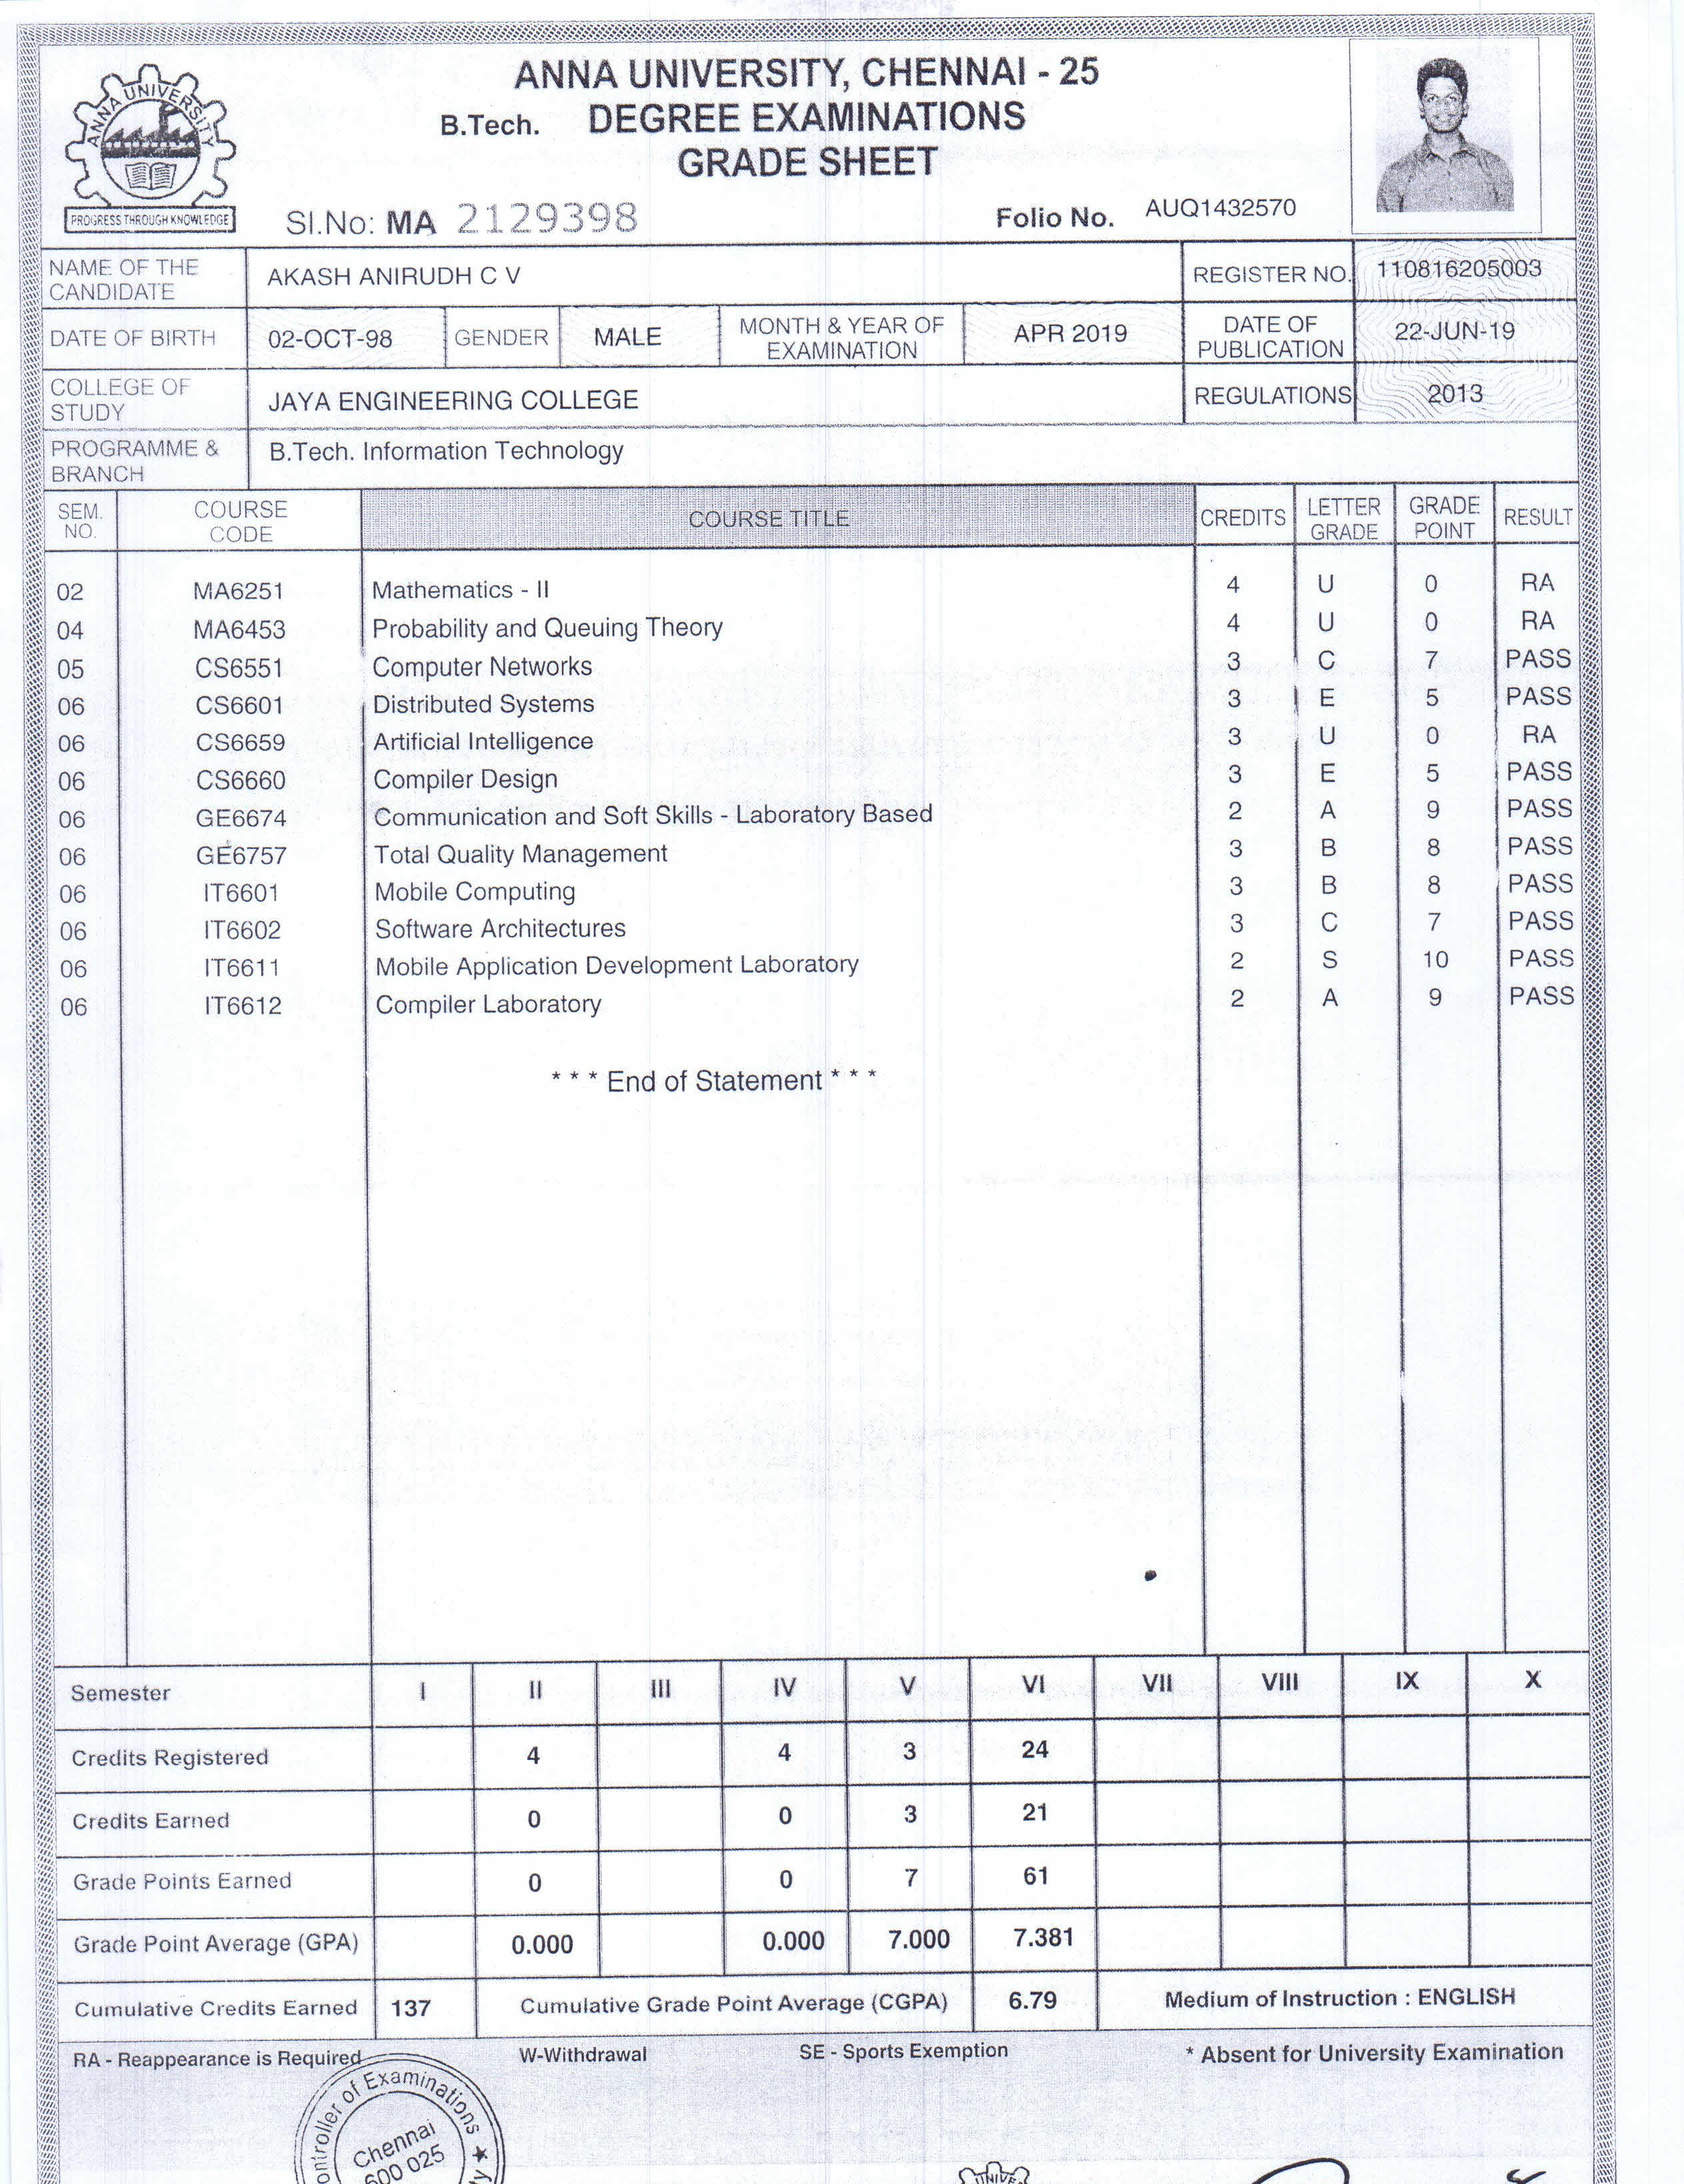 ANNA UNIVERSITY
PROGRESS THROUGH KNOWLEDGE
ANNA UNIVERSITY, CHENNAI - 25
B.Tech. DEGREE EXAMINATIONS
GRADE SHEET
Sl.No: MA 2129398
Folio No. AUQ1432570
NAME OF THE CANDIDATE AKASH ANIRUDH C V REGISTER NO. 110816205003
DATE OF BIRTH 02-OCT-98 GENDER MALE MONTH & YEAR OF EXAMINATION APR 2019 DATE OF PUBLICATION 22-JUN-19
COLLEGE OF STUDY JAYA ENGINEERING COLLEGE REGULATIONS 2013
PROGRAMME & BRANCH B.Tech. Information Technology
SEM. NO. COURSE CODE COURSE TITLE CREDITS LETTER GRADE GRADE POINT RESULT
02 MA6251 Mathematics - II 4 U 0 RA
04 MA6453 Probability and Queuing Theory 4 U 0 RA
05 CS6551 Computer Networks 3 C 7 PASS
06 CS6601 Distributed Systems 3 E 5 PASS
06 CS6659 Artificial Intelligence 3 U 0 RA
06 CS6660 Compiler Design 3 E 5 PASS
06 GE6674 Communication and Soft Skills - Laboratory Based 2 A 9 PASS
06 GE6757 Total Quality Management 3 B 8 PASS
06 IT6601 Mobile Computing 3 B 8 PASS
06 IT6602 Software Architectures 3 C 7 PASS
06 IT6611 Mobile Application Development Laboratory 2 S 10 PASS
06 IT6612 Compiler Laboratory 2 A 9 PASS
* * * End of Statement * * *
Semester I II III IV V VI VII VIII IX X
Credits Registered 4 4 3 24
Credits Earned 0 0 3 21
Grade Points Earned 0 0 7 61
Grade Point Average (GPA) 0.000 0.000 7.000 7.381
Cumulative Credits Earned 137 Cumulative Grade Point Average (CGPA) 6.79 Medium of Instruction : ENGLISH
RA - Reappearance is Required W-Withdrawal SE - Sports Exemption * Absent for University Examination
of Examinations
Chennai
600 025